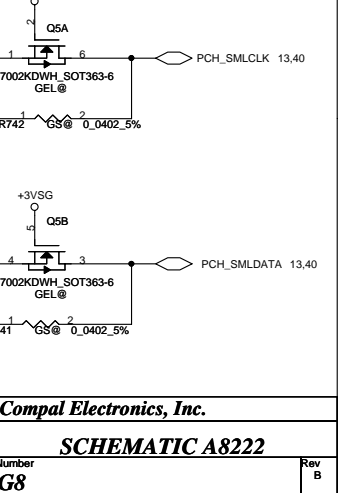 2
Q5A
1 6
PCH_SMLCLK 13,40
7002KDWH_SOT363-6
GEL@
R742 1 GS@ 2 0_0402_5%
+3VSG
5
Q5B
4 3
PCH_SMLDATA 13,40
7002KDWH_SOT363-6
GEL@
41 1 GS@ 2 0_0402_5%
Compal Electronics, Inc.
SCHEMATIC A8222
Number
Rev
G8
B